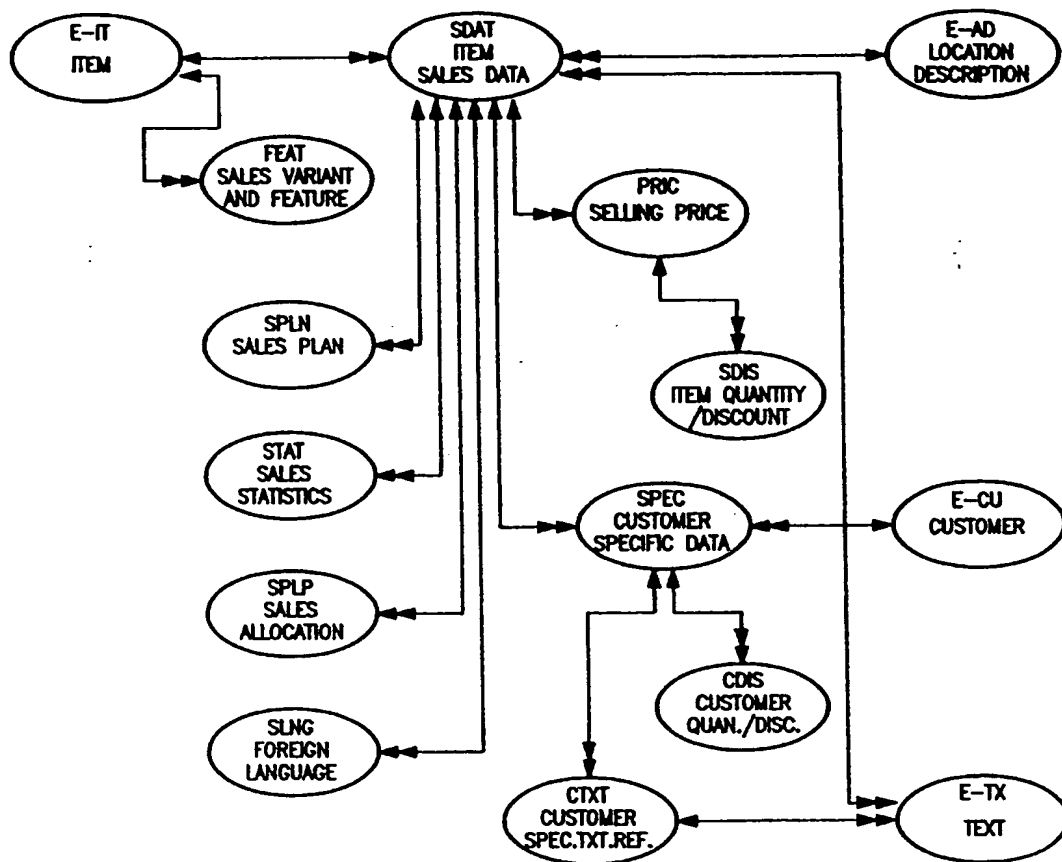 E-IT
ITEM
SDAT
ITEM
SALES DATA
E-AD
LOCATION
DESCRIPTION
FEAT
SALES VARIANT
AND FEATURE
PRIC
SELLING PRICE
SPLN
SALES PLAN
SDIS
ITEM QUANTITY
/DISCOUNT
STAT
SALES
STATISTICS
SPEC
CUSTOMER
SPECIFIC DATA
E-CU
CUSTOMER
SPLP
SALES
ALLOCATION
CDIS
CUSTOMER
QUAN./DISC.
SLNG
FOREIGN
LANGUAGE
CTXT
CUSTOMER
SPEC.TXT.REF.
E-TX
TEXT